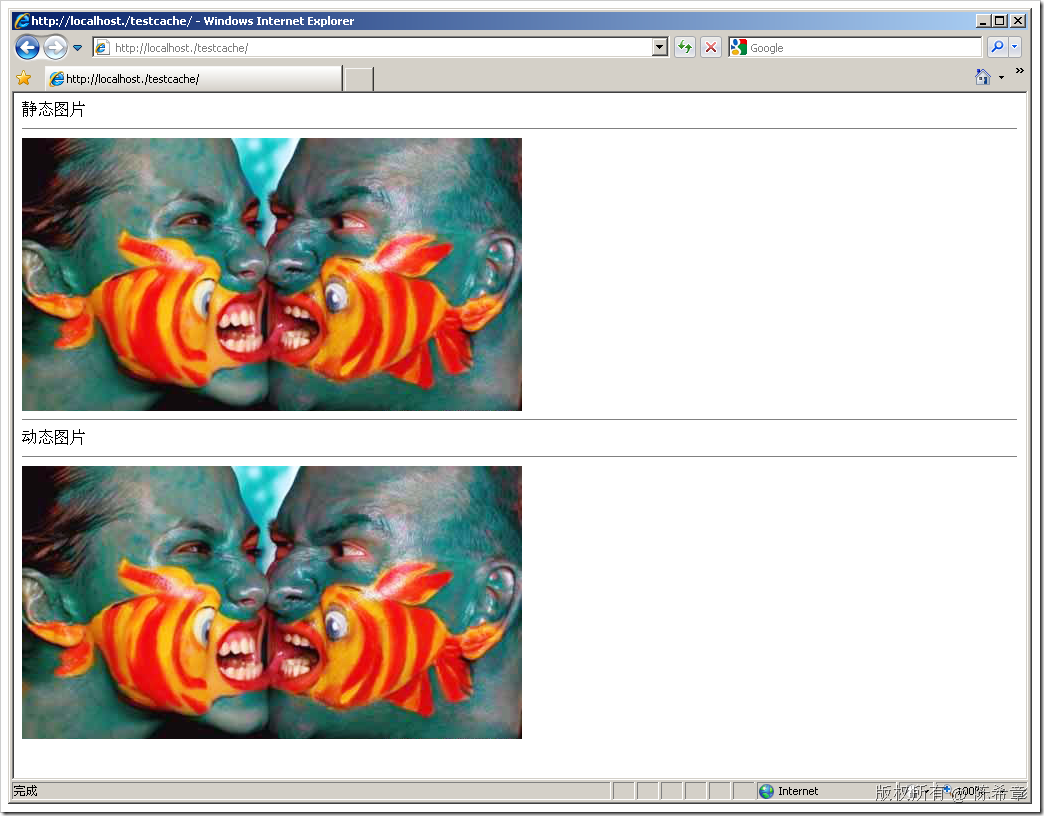 http://localhost./testcache/ - Windows Internet Explorer
http://localhost./testcache/
Google
http://localhost./testcache/
静态图片
动态图片
完成
Internet
100%
版权所有 @ 陈希章